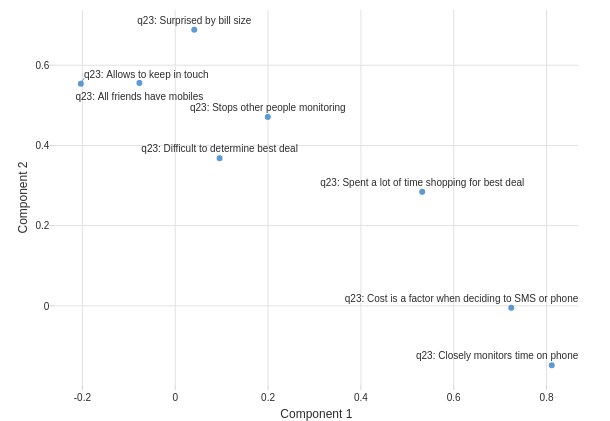 q23: Surprised by bill size
0.6
q23: Allows to keep in touch
q23: All friends have mobiles
q23: Stops other people monitoring
0.4
q23: Difficult to determine best deal
q23: Spent a lot of time shopping for best deal
Component 2
0.2
q23: Cost is a factor when deciding to SMS or phone
0
q23: Closely monitors time on phone
-0.2 0 0.2 0.4 0.6 0.8
Component 1